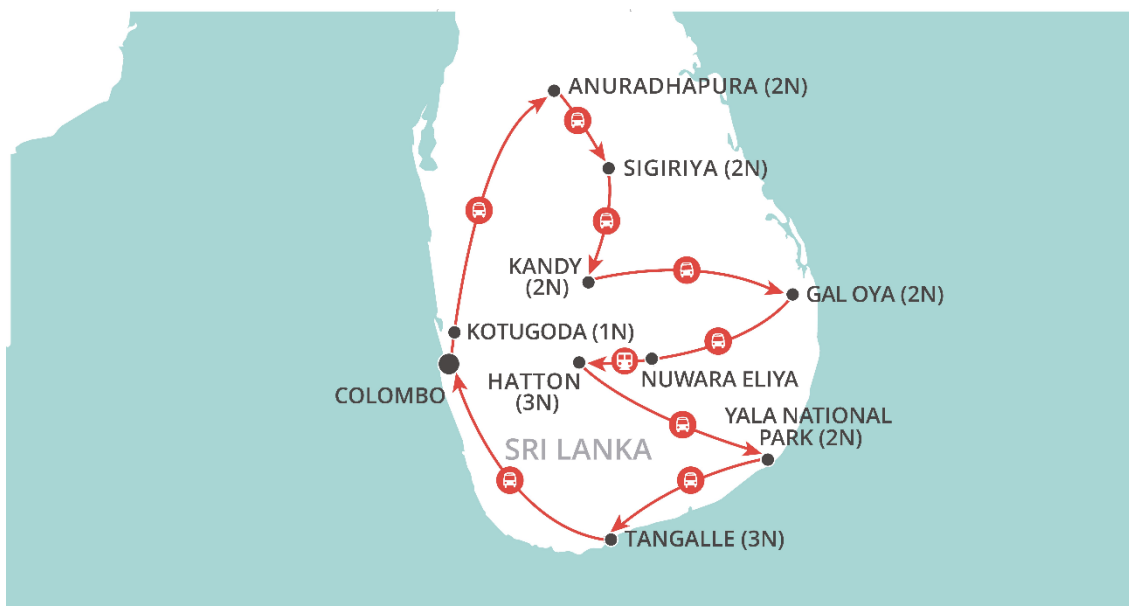 ANURADHAPURA (2N)
SIGIRIYA (2N)
KANDY
(2N)
GAL OYA (2N)
KOTUGODA (1N)
HATTON
(3N)
NUWARA ELIYA
COLOMBO
YALA NATIONAL
PARK (2N)
SRI LANKA
TANGALLE (3N)